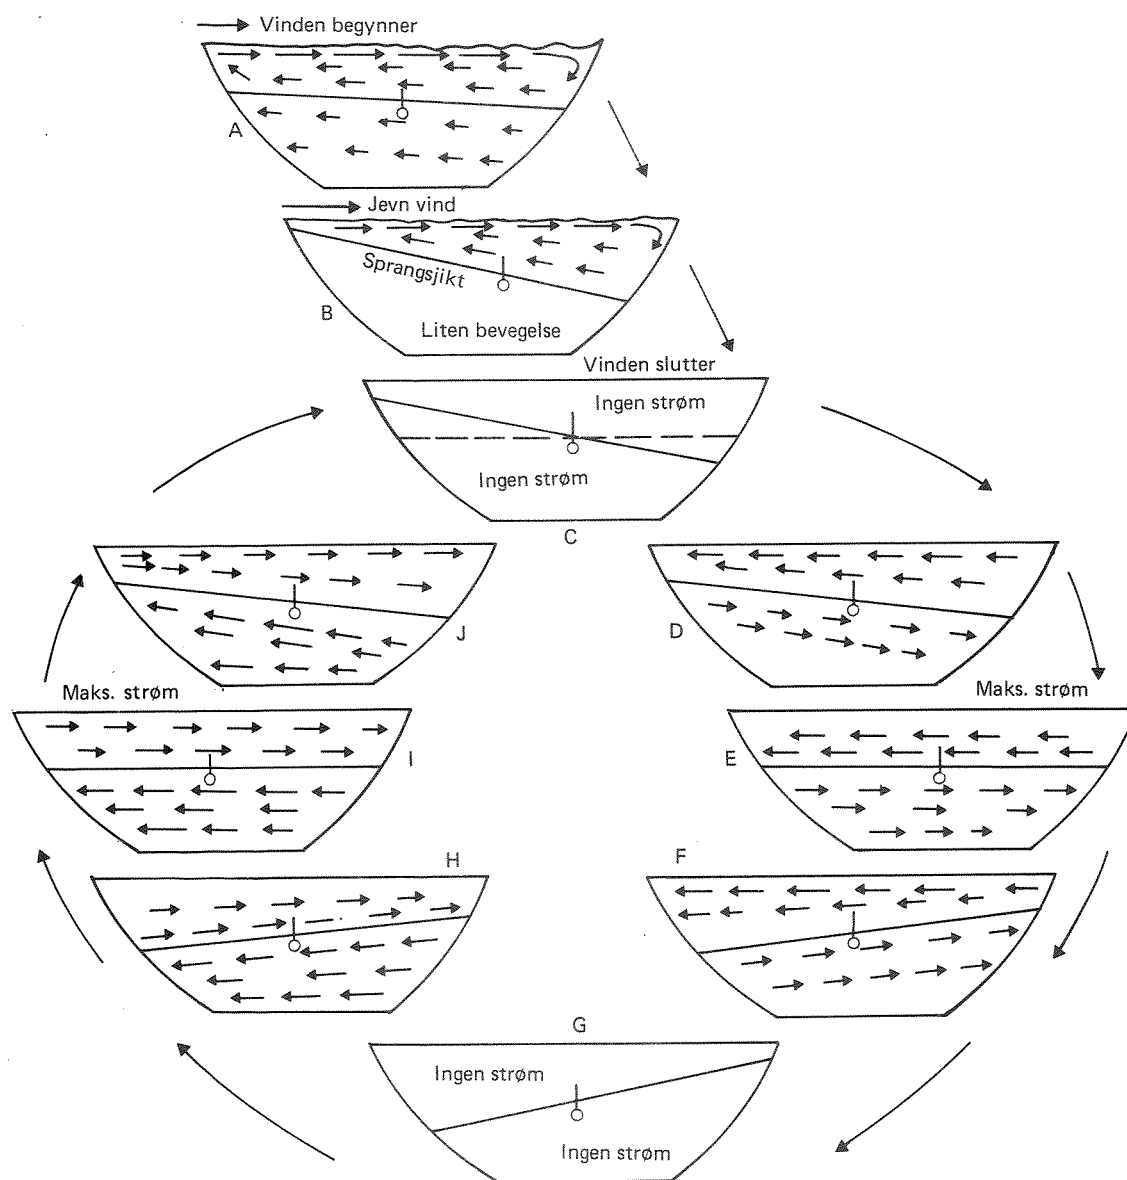 Vinden begynner
A
Jevn vind
Sprangsjikt
B
Liten bevegelse
Vinden slutter
Ingen strøm
Ingen strøm
C
J
D
Maks. strøm
Maks. strøm
I
E
H
F
G
Ingen strøm
Ingen strøm